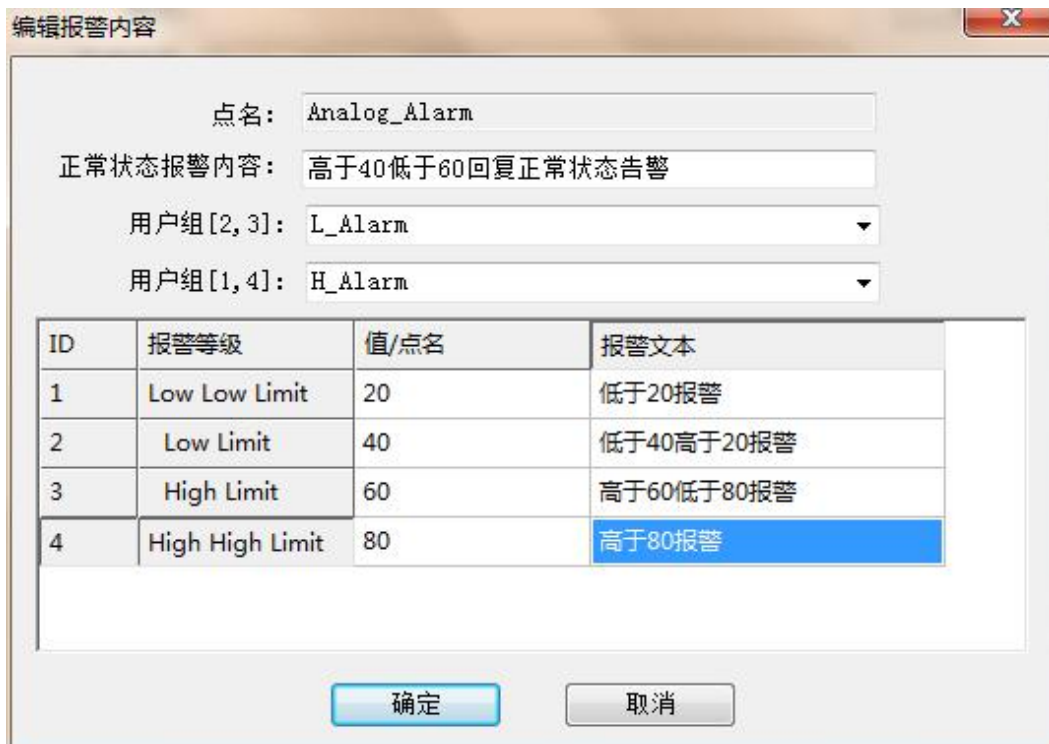 编辑报警内容
X
点名: Analog_Alarm
正常状态报警内容: 高于40低于60回复正常状态告警
用户组[2,3]: L_Alarm
用户组[1,4]: H_Alarm
ID 报警等级 值/点名 报警文本
1 Low Low Limit 20 低于20报警
2 Low Limit 40 低于40高于20报警
3 High Limit 60 高于60低于80报警
4 High High Limit 80 高于80报警
确定 取消